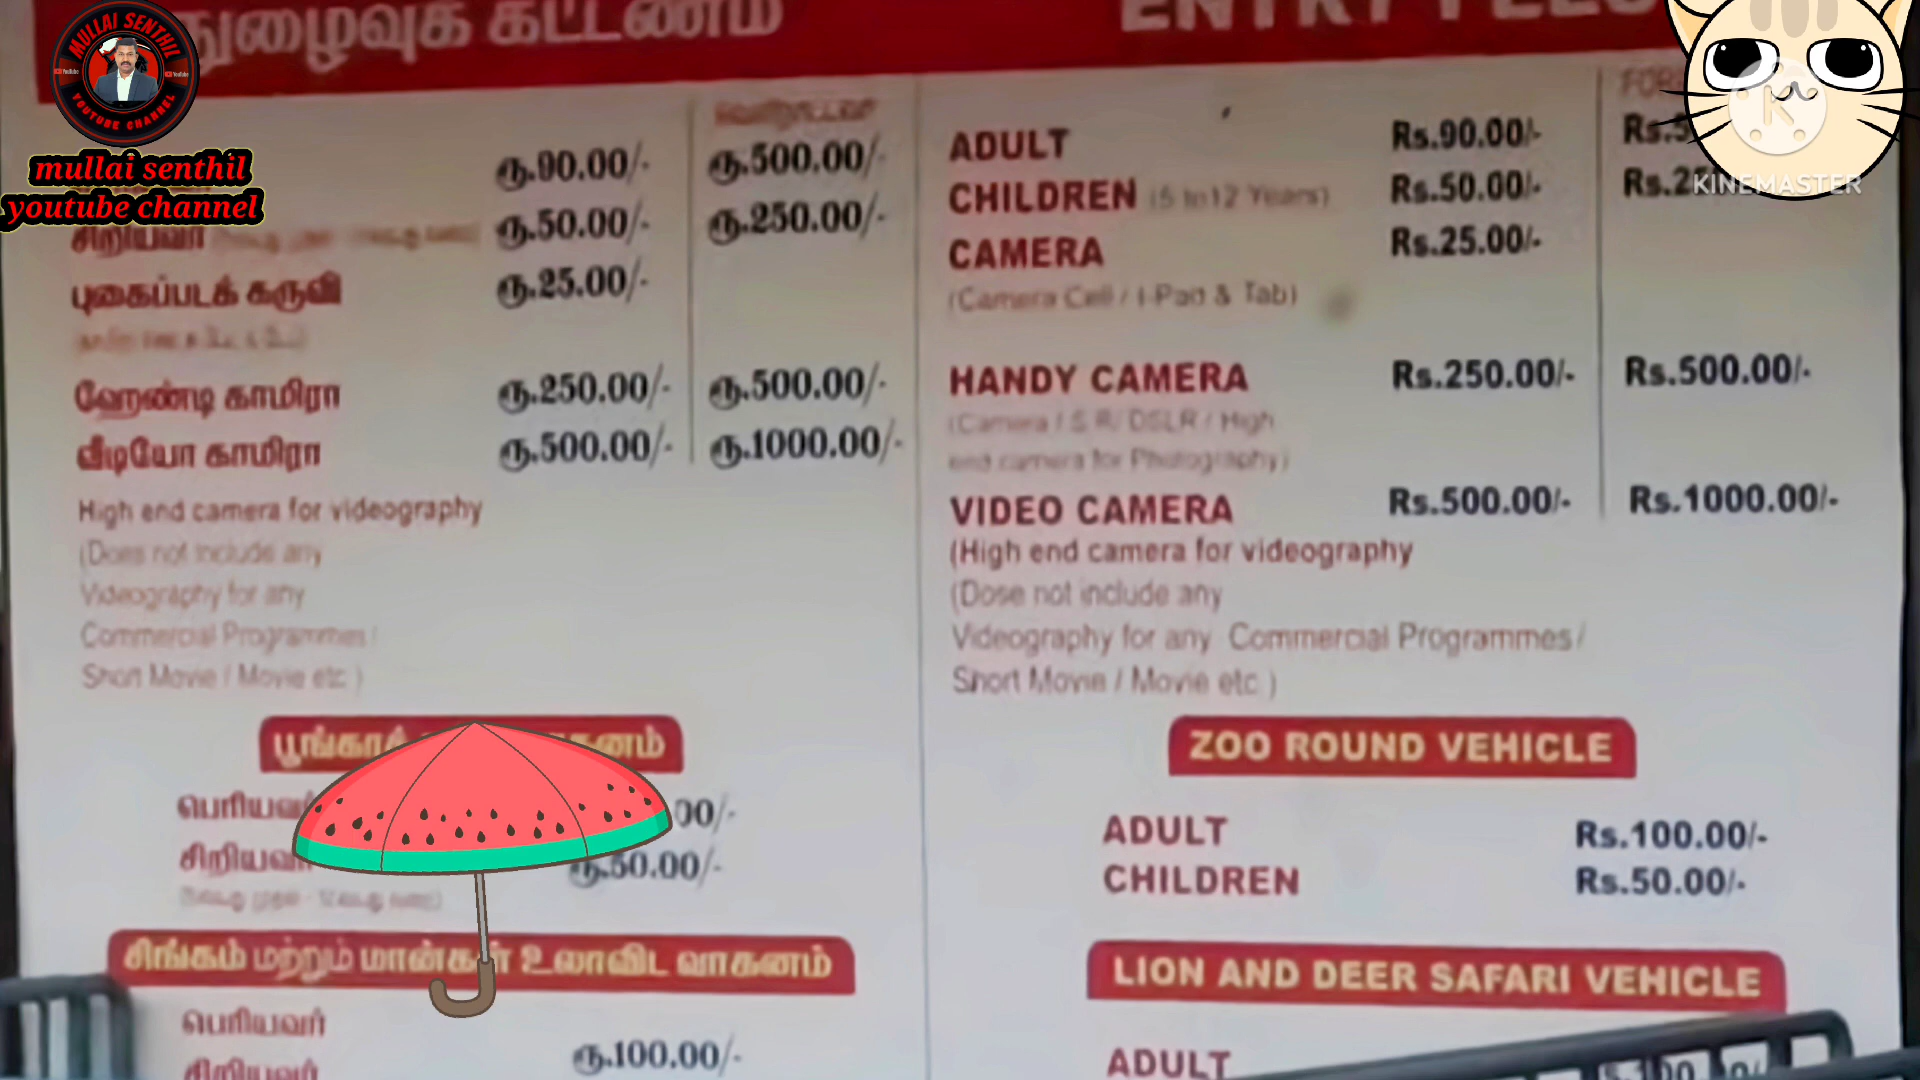 MULLAI SENTHIL
YOUTUBE CHANNEL
mullai senthil
youtube channel
நுழைவுக் கட்டணம்
ரூ.90.00/- ரூ.500.00/-
சிறியவர் ரூ.50.00/- ரூ.250.00/-
புகைப்படக் கருவி ரூ.25.00/-
ஹேண்டி காமிரா ரூ.250.00/- ரூ.500.00/-
வீடியோ காமிரா ரூ.500.00/- ரூ.1000.00/-
High end camera for videography
(Does not include any
Videography for any
Commercial Programmes /
Short Movie / Movie etc )
வாகனம்
பெரியவர் 00/-
சிறியவர் ரூ.50.00/-
சிங்கம் மற்றும் மான்கள் உலாவிட வாகனம்
பெரியவர் ரூ.100.00/-
சிறியவர்
ENTRY FEES
ADULT Rs.90.00/-
CHILDREN (5 to12 Years) Rs.50.00/-
CAMERA Rs.25.00/-
(Camera Cell / I-Pad & Tab)
HANDY CAMERA Rs.250.00/- Rs.500.00/-
(Camera / S R/ DSLR / High
end camera for Photography)
VIDEO CAMERA Rs.500.00/- Rs.1000.00/-
(High end camera for videography
(Dose not include any
Videography for any Commercial Programmes /
Short Movie / Movie etc )
ZOO ROUND VEHICLE
ADULT Rs.100.00/-
CHILDREN Rs.50.00/-
LION AND DEER SAFARI VEHICLE
ADULT
KINEMASTER